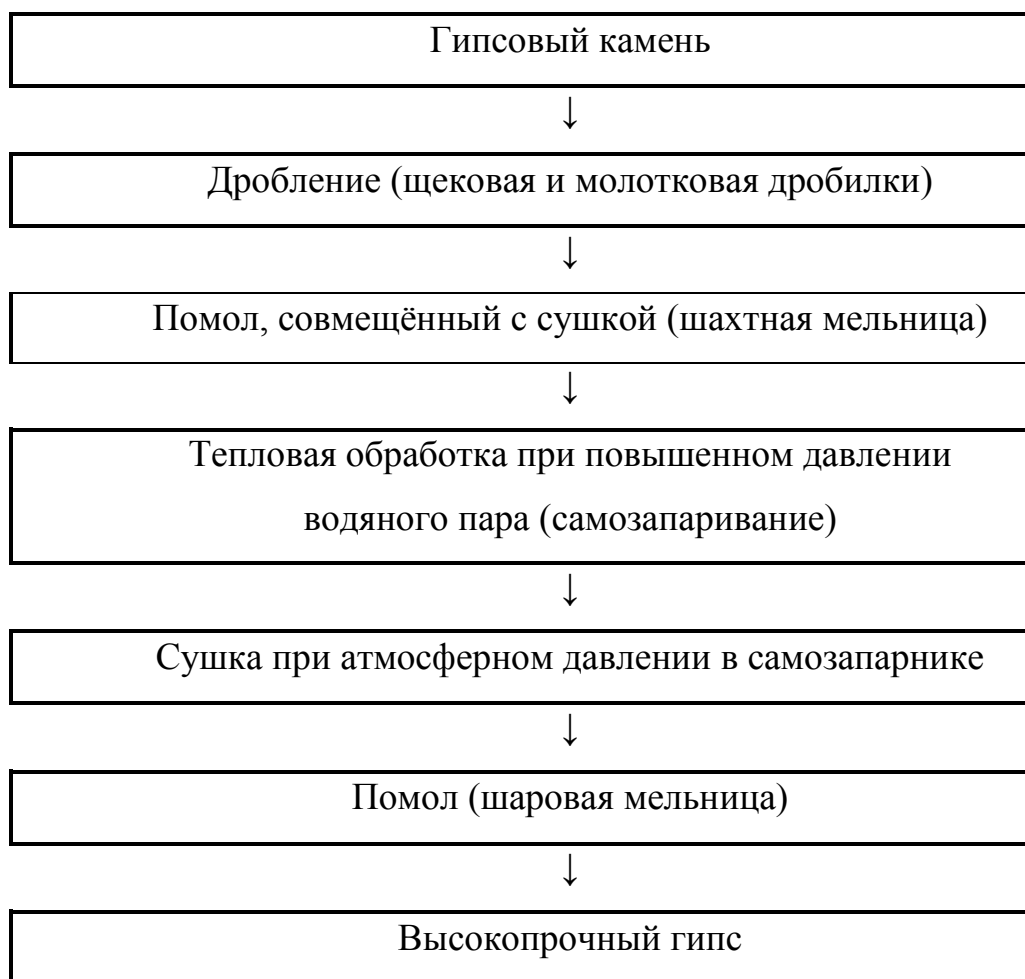 Гипсовый камень
↓
Дробление (щековая и молотковая дробилки)
↓
Помол, совмещённый с сушкой (шахтная мельница)
↓
Тепловая обработка при повышенном давлении
водяного пара (самозапаривание)
↓
Сушка при атмосферном давлении в самозапарнике
↓
Помол (шаровая мельница)
↓
Высокопрочный гипс